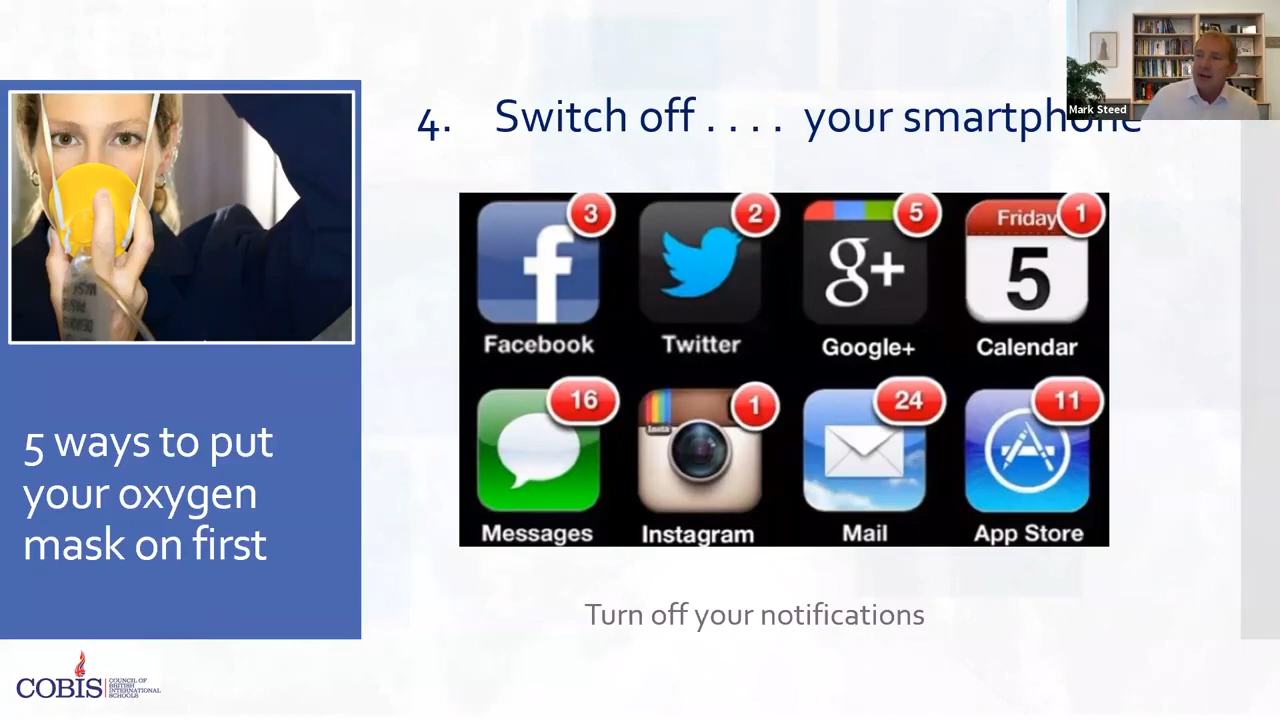 Mark Steed
4. Switch off . . . . your smartphone
3
2
5
1
Friday
5
Facebook
Twitter
g+
Google+
Calendar
16
1
24
11
Insta
Messages
Instagram
Mail
App Store
5 ways to put
your oxygen
mask on first
Turn off your notifications
COBIS
COUNCIL OF
BRITISH
INTERNATIONAL
SCHOOLS